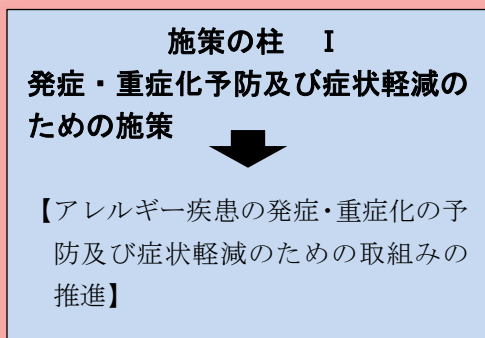 施策の柱　Ⅰ
発症・重症化予防及び症状軽減の
ための施策
【アレルギー疾患の発症・重症化の予
防及び症状軽減のための取組みの
推進】